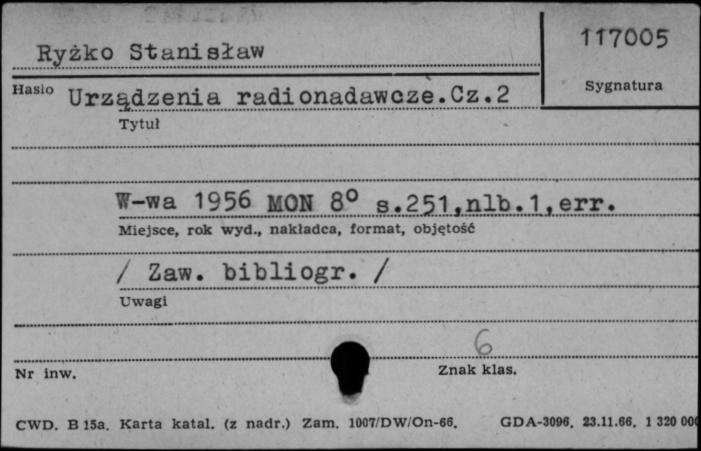 117005
Ryżko Stanisław
Sygnatura
Hasło Urządzenia radionadawcze.Cz.2
Tytuł
W-wa 1956 MON 8° s.251,nlb.1,err.
Miejsce, rok wyd., nakładca, format, objętość
/ Zaw. bibliogr. /
Uwagi
6
Nr inw. Znak klas.
CWD. B 15a. Karta katal. (z nadr.) Zam. 1007/DW/On-66. GDA-3096. 23.11.66. 1 320 000